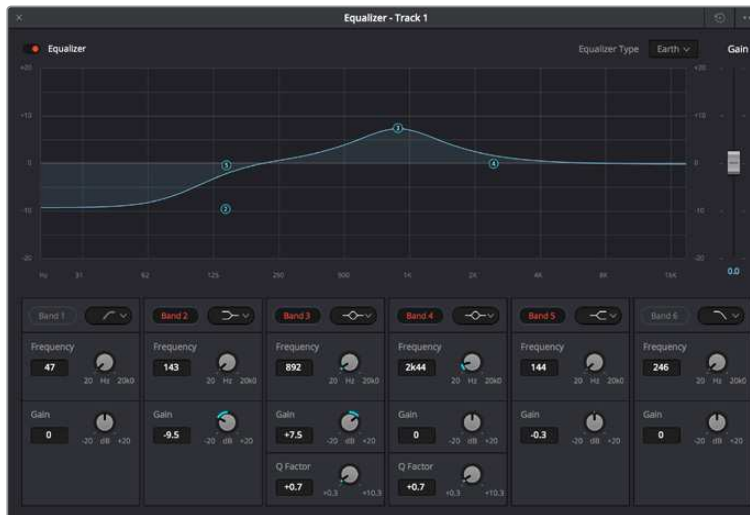 Equalizer - Track 1
Equalizer
Equalizer Type Earth Gain
+20 +20
+10 +10
0 0
-10 -10
-20 -20
Hz 31 62 125 250 500 1K 2K 4K 8K 16K
0.0
5 3 4
2
Band 1 Band 2 Band 3 Band 4 Band 5 Band 6
Frequency Frequency Frequency Frequency Frequency Frequency
47 143 892 2k44 144 246
20 Hz 20k0 20 Hz 20k0 20 Hz 20k0 20 Hz 20k0 20 Hz 20k0 20 Hz 20k0
Gain Gain Gain Gain Gain Gain
0 -9.5 +7.5 0 -0.3 0
-20 dB +20 -20 dB +20 -20 dB +20 -20 dB +20 -20 dB +20 -20 dB +20
Q Factor Q Factor
+0.7 +0.7
+0.3 +10.3 +0.3 +10.3